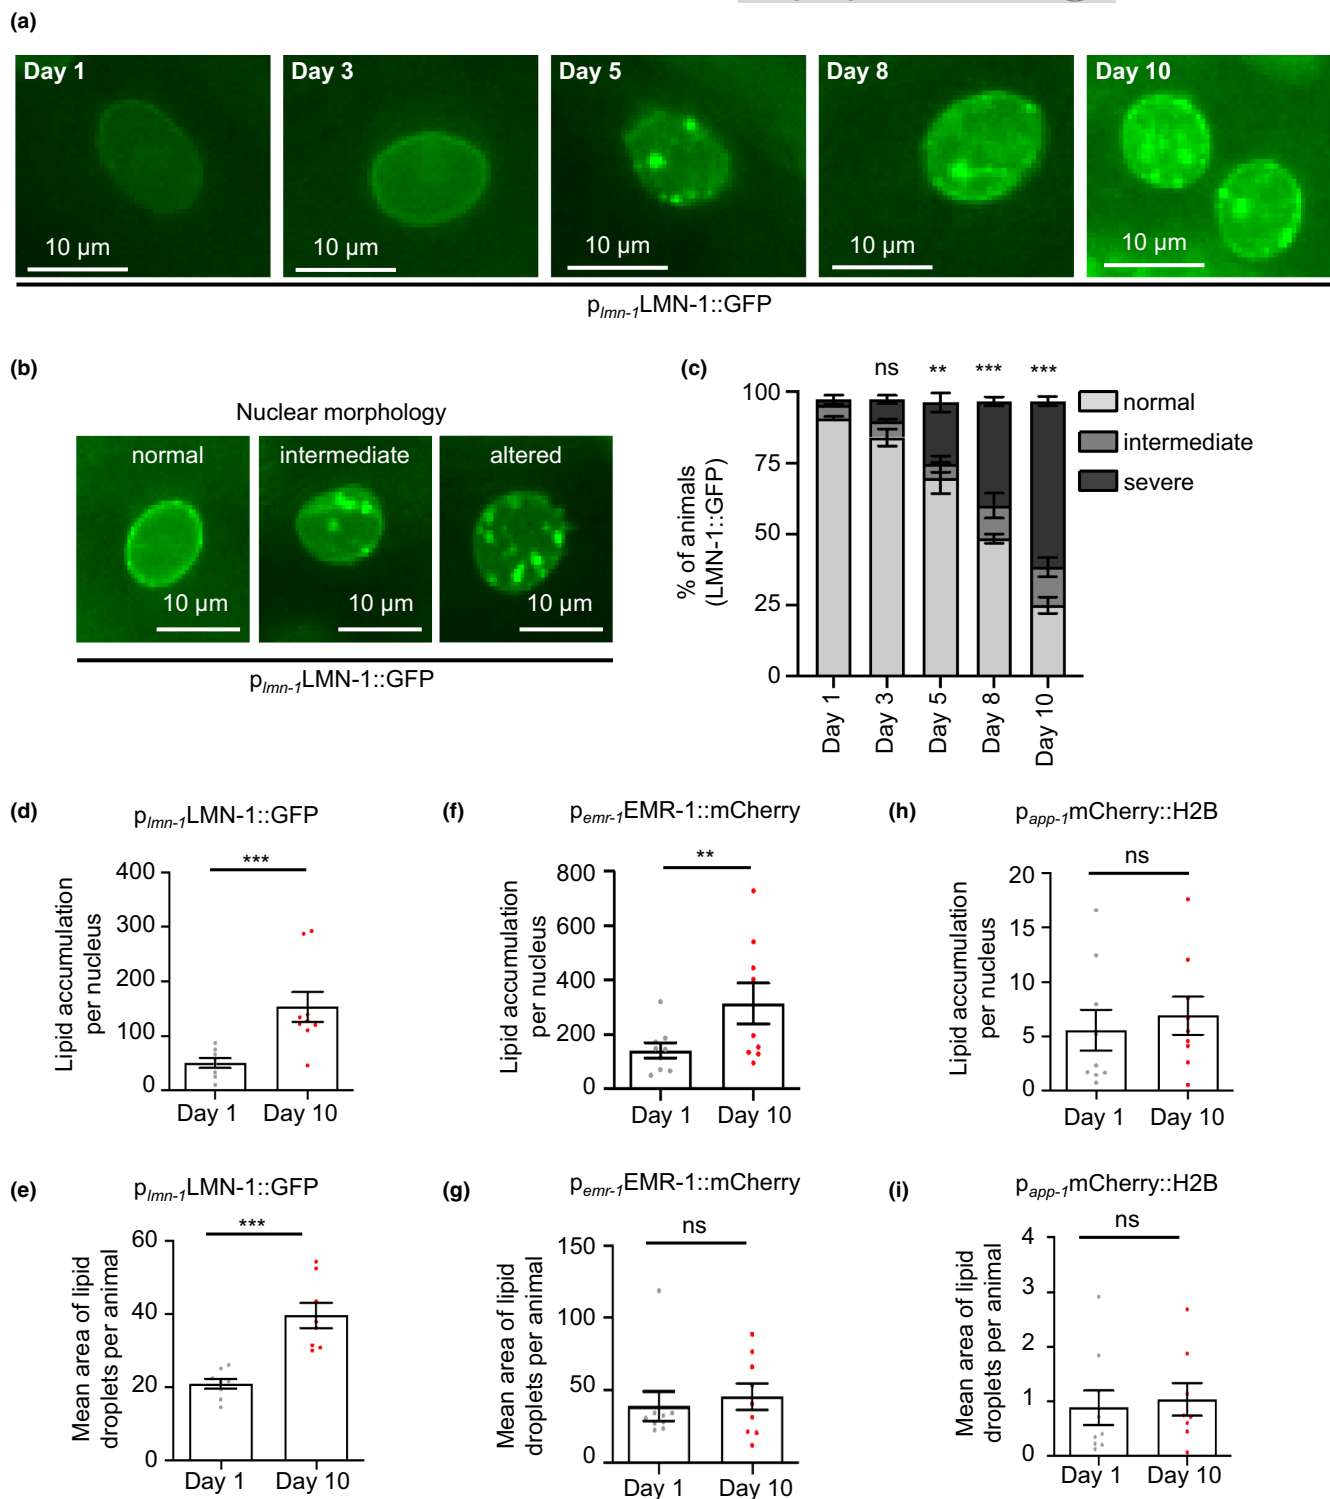 (a)
Day 1 Day 3 Day 5 Day 8 Day 10
10 µm 10 µm 10 µm 10 µm 10 µm
plmn-1LMN-1::GFP
(b)
Nuclear morphology
normal intermediate altered
10 µm 10 µm 10 µm
plmn-1LMN-1::GFP
(c)
ns ** *** ***
% of animals
(LMN-1::GFP)
100
75
50
25
0
Day 1 Day 3 Day 5 Day 8 Day 10
normal
intermediate
severe
(d)
plmn-1LMN-1::GFP
***
Lipid accumulation
per nucleus
400
300
200
100
0
Day 1 Day 10
(f)
pemr-1EMR-1::mCherry
**
Lipid accumulation
per nucleus
800
600
400
200
0
Day 1 Day 10
(h)
papp-1mCherry::H2B
ns
Lipid accumulation
per nucleus
20
15
10
5
0
Day 1 Day 10
(e)
plmn-1LMN-1::GFP
***
Mean area of lipid
droplets per animal
60
40
20
0
Day 1 Day 10
(g)
pemr-1EMR-1::mCherry
ns
Mean area of lipid
droplets per animal
150
100
50
0
Day 1 Day 10
(i)
papp-1mCherry::H2B
ns
Mean area of lipid
droplets per animal
4
3
2
1
0
Day 1 Day 10